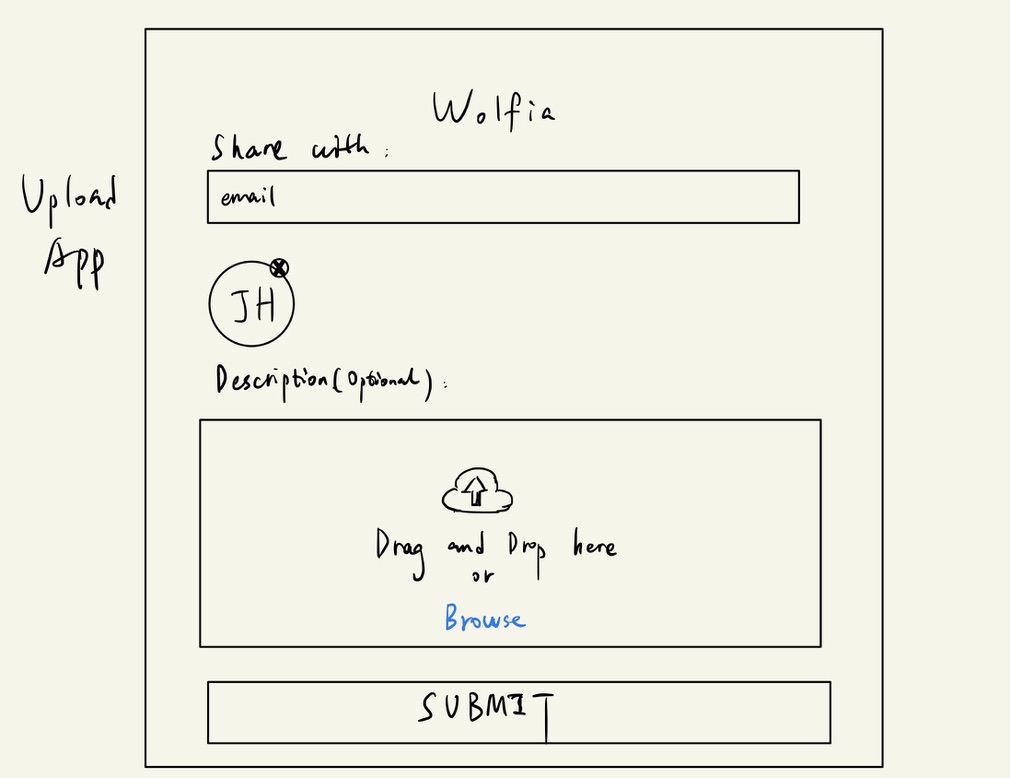 Upload
App
Wolfia
Share with:
email
JH
Description (Optional):
Drag and Drop here
or
Browse
SUBMIT